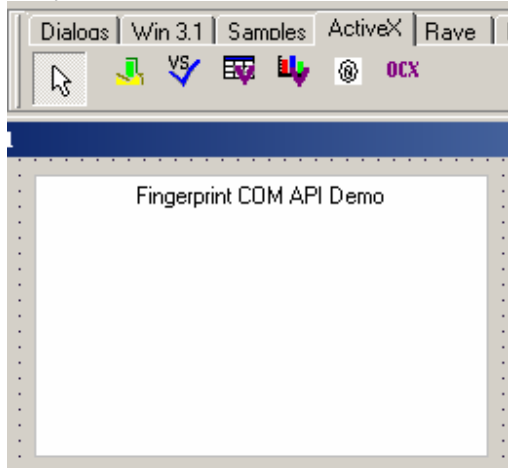 Dialogs Win 3.1 Samples ActiveX Rave
VS OCX
Fingerprint COM API Demo